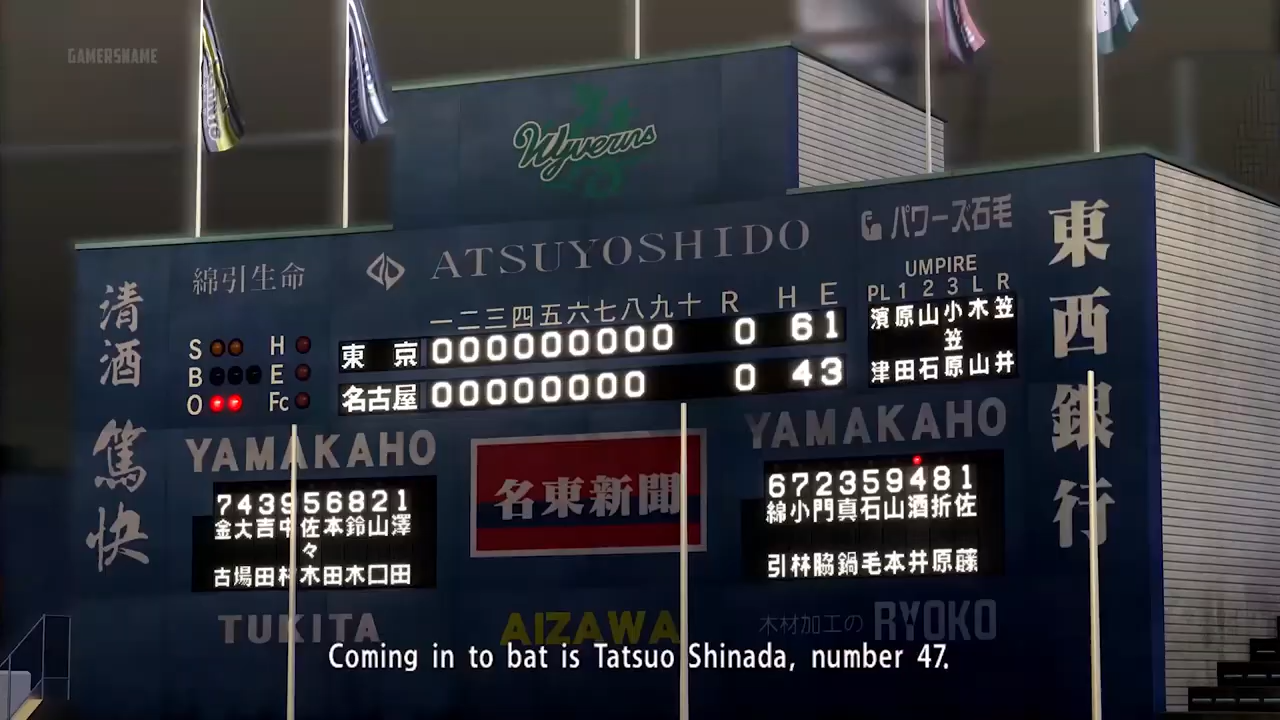 GAMERSNAME
Wyverns
ATSUYOSHIDO
パワーズ石毛
綿引生命
清酒 篤快
東西銀行
UMPIRE
PL 1 2 3 L R
濱原山小木笠
笠
津田石原山井
一二三四五六七八九十 R H E
東京 000000000 0 6 1
名古屋 00000000 0 4 3
S H
B E
O Fc
YAMAKAHO
743956821
金大吉中佐本鈴山澤
々
古場田村木田木口田
名東新聞
YAMAKAHO
672359481
綿小門真石山酒折佐
引林脇鍋毛本井原藤
TUKITA
AIZAWA
木材加工の RYOKO
Coming in to bat is Tatsuo Shinada, number 47.